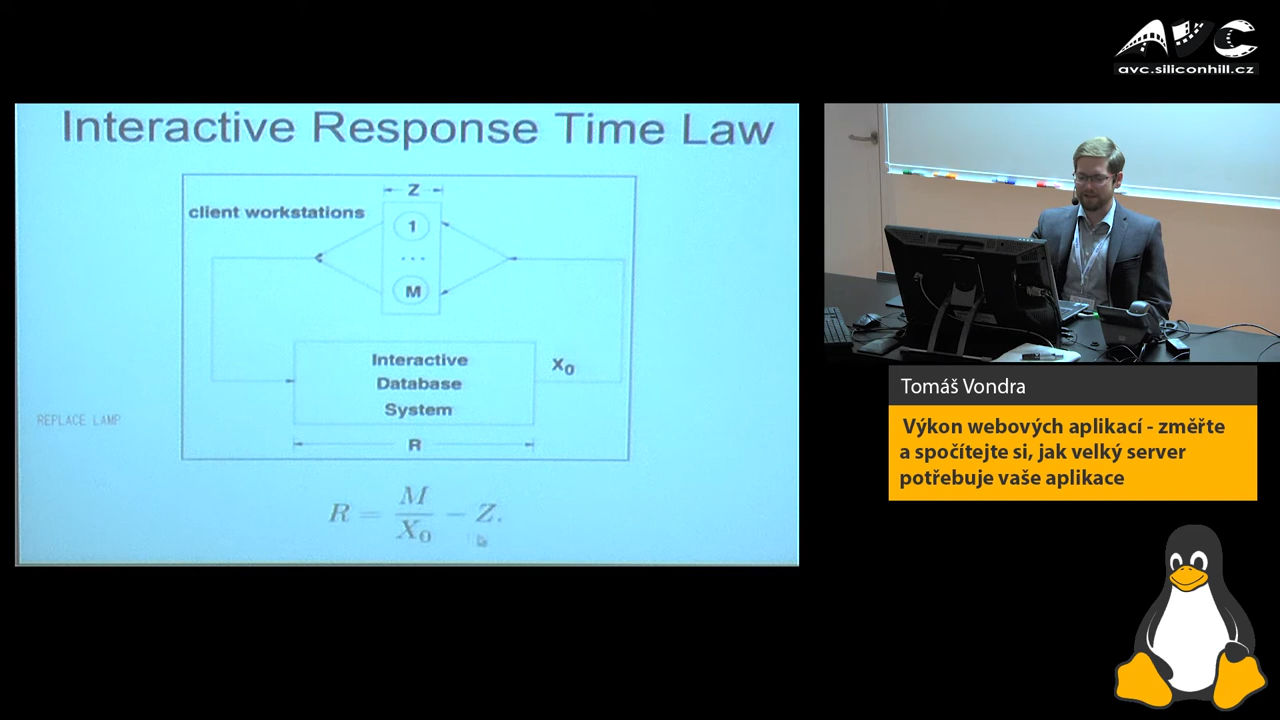 AVC
avc.siliconhill.cz
Interactive Response Time Law
Z
client workstations
1
...
M
Interactive
Database
System
X0
R
REPLACE LAMP
R = M/X0 − Z.
Tomáš Vondra
Výkon webových aplikací - změřte
a spočítejte si, jak velký server
potřebuje vaše aplikace